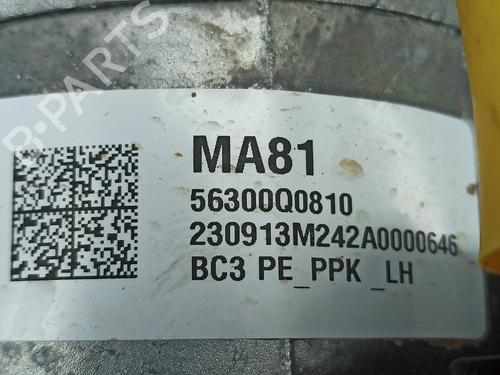 B-PARTS
MA81
56300Q0810
230913M242A0000646
BC3 PE_PPK _LH